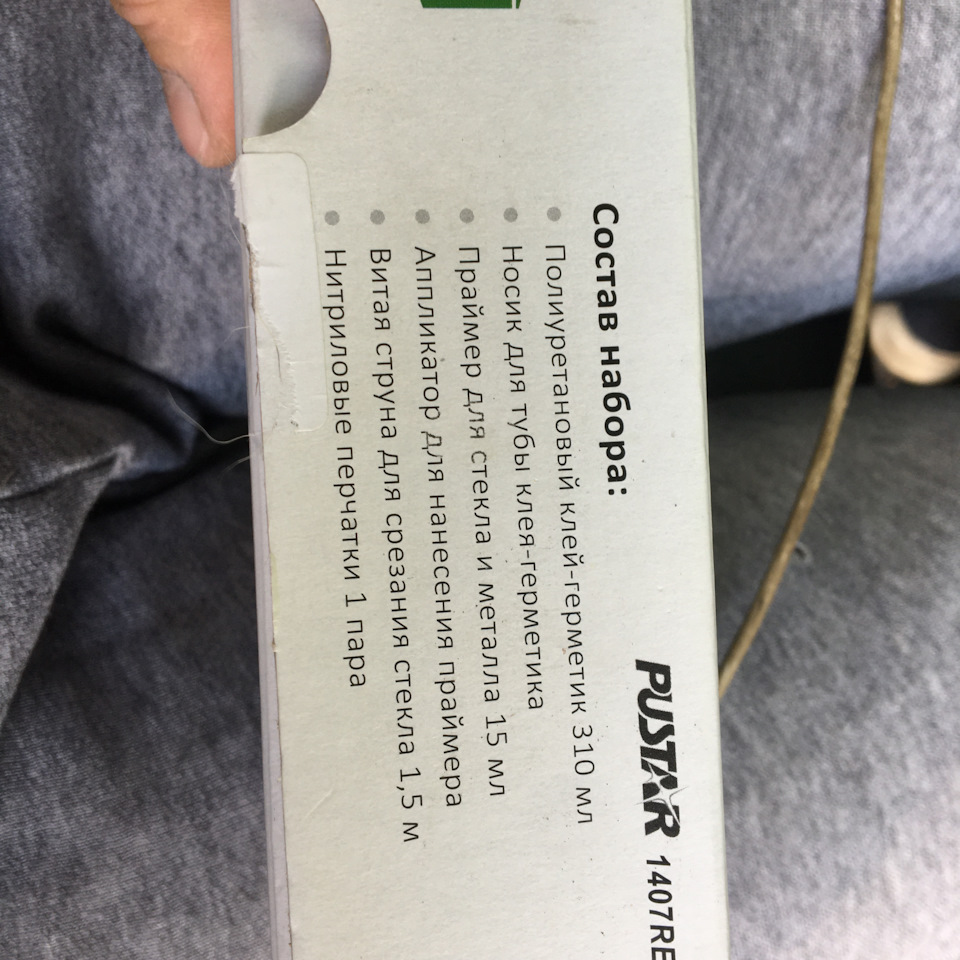 PUSTAR 1407RE
Состав набора:
Полиуретановый клей-герметик 310 мл
Носик для тубы клея-герметика
Праймер для стекла и металла 15 мл
Аппликатор для нанесения праймера
Витая струна для срезания стекла 1,5 м
Нитриловые перчатки 1 пара